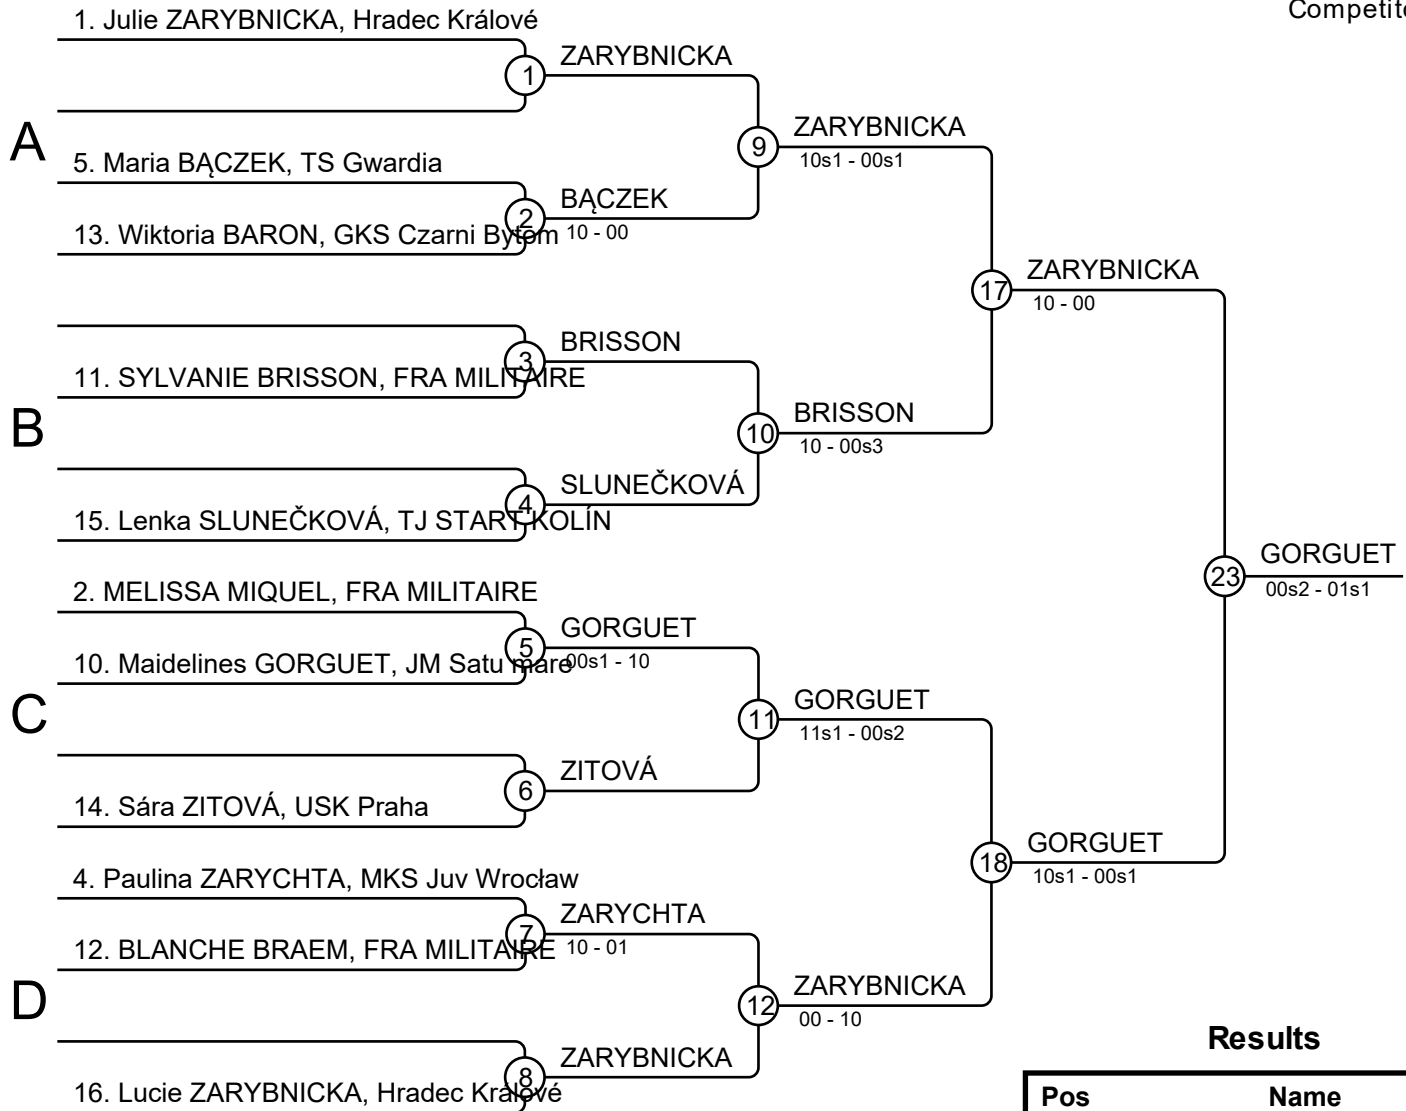 1. Julie ZARYBNICKA, Hradec Králové
1
ZARYBNICKA
A
5. Maria BĄCZEK, TS Gwardia
13. Wiktoria BARON, GKS Czarni Bytom
2
BĄCZEK
10 - 00
9
ZARYBNICKA
10s1 - 00s1
3
BRISSON
11. SYLVANIE BRISSON, FRA MILITAIRE
B
10
BRISSON
10 - 00s3
4
SLUNEČKOVÁ
15. Lenka SLUNEČKOVÁ, TJ START KOLÍN
17
ZARYBNICKA
10 - 00
2. MELISSA MIQUEL, FRA MILITAIRE
10. Maidelines GORGUET, JM Satu mare
5
GORGUET
00s1 - 10
C
11
GORGUET
11s1 - 00s2
6
ZITOVÁ
14. Sára ZITOVÁ, USK Praha
4. Paulina ZARYCHTA, MKS Juv Wrocław
12. BLANCHE BRAEM, FRA MILITAIRE
7
ZARYCHTA
10 - 01
D
12
ZARYBNICKA
00 - 10
8
ZARYBNICKA
16. Lucie ZARYBNICKA, Hradec Králové
18
GORGUET
10s1 - 00s1
23
GORGUET
00s2 - 01s1
Results
Pos Name